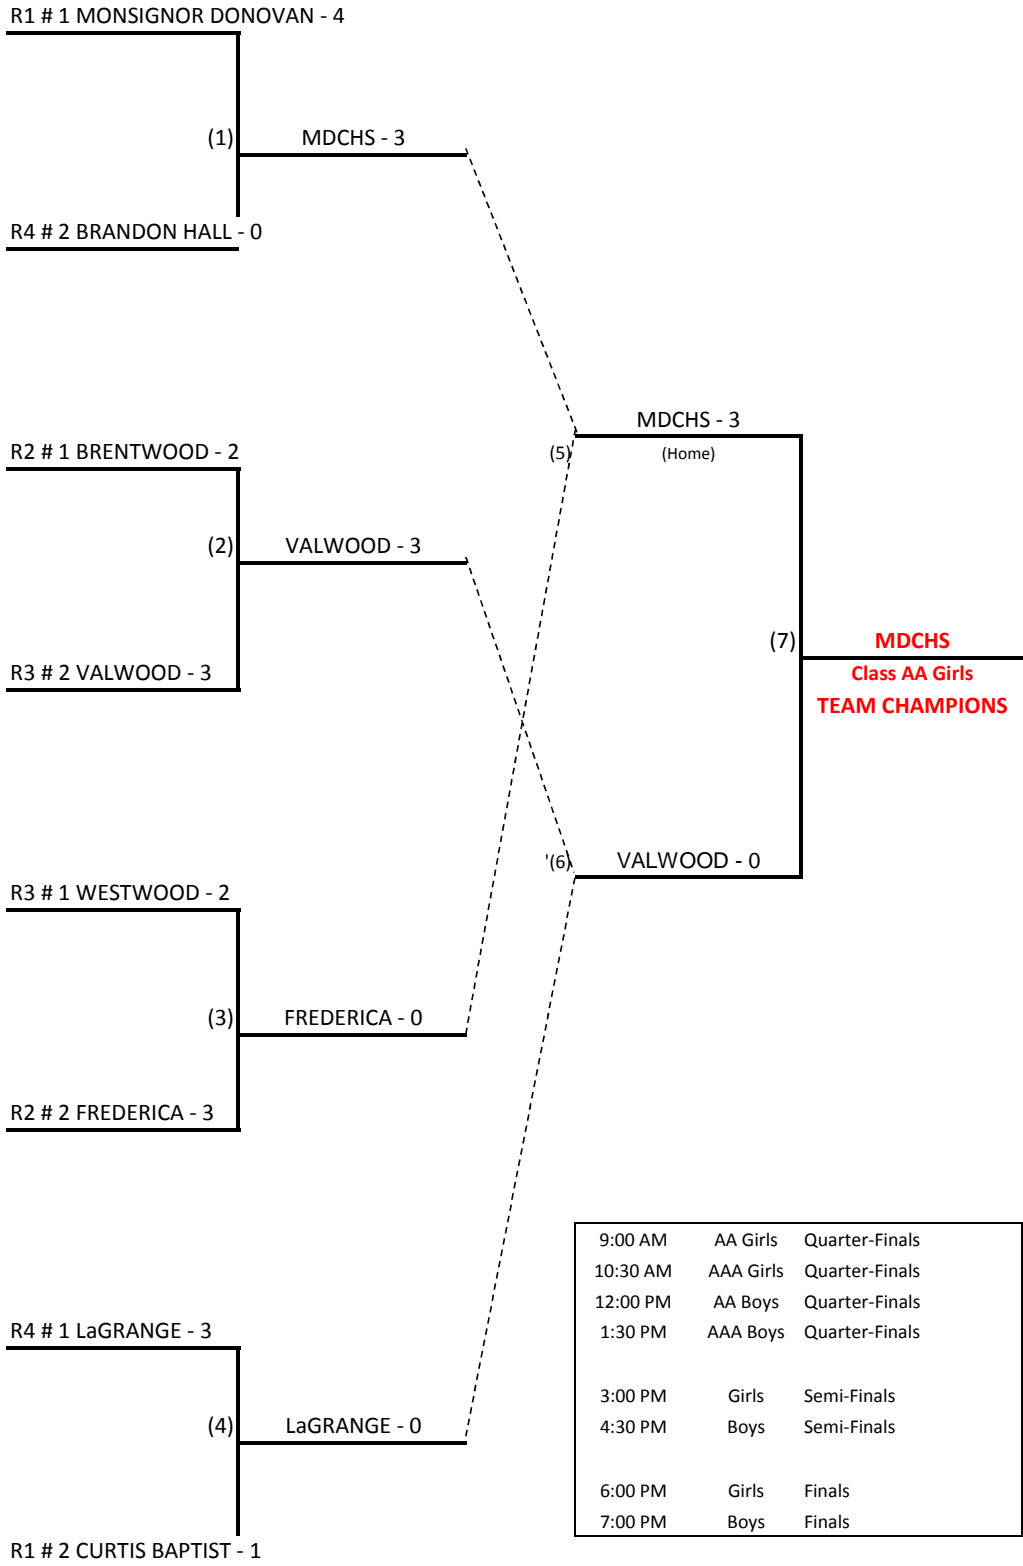 R1 # 1 MONSIGNOR DONOVAN - 4
(1)
MDCHS - 3
R4 # 2 BRANDON HALL - 0
MDCHS - 3
(5)
(Home)
R2 # 1 BRENTWOOD - 2
(2)
VALWOOD - 3
R3 # 2 VALWOOD - 3
(7)
MDCHS
Class AA Girls
TEAM CHAMPIONS
'(6)
VALWOOD - 0
R3 # 1 WESTWOOD - 2
(3)
FREDERICA - 0
R2 # 2 FREDERICA - 3
R4 # 1 LaGRANGE - 3
(4)
LaGRANGE - 0
R1 # 2 CURTIS BAPTIST - 1
9:00 AM AA Girls Quarter-Finals
10:30 AM AAA Girls Quarter-Finals
12:00 PM AA Boys Quarter-Finals
1:30 PM AAA Boys Quarter-Finals
3:00 PM Girls Semi-Finals
4:30 PM Boys Semi-Finals
6:00 PM Girls Finals
7:00 PM Boys Finals